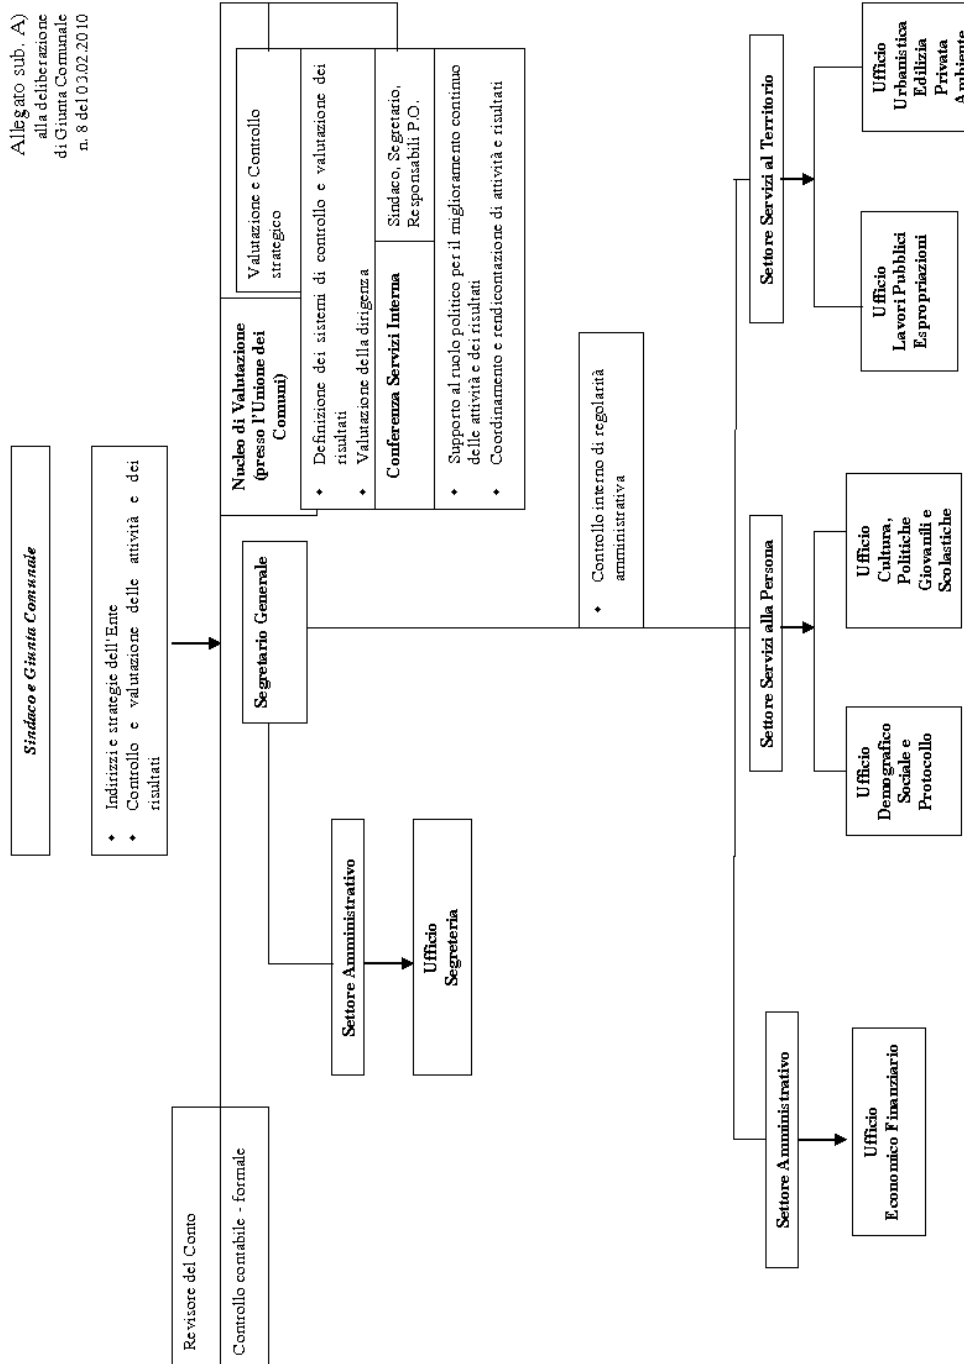 Allegato sub. A)
alla deliberazione
di Giunta Comunale
n. 8 del 03.02.2010
Sindaco e Giunta Comunale
♦ Indirizzi e strategie dell'Ente
♦ Controllo e valutazione delle attività e dei
risultati
Revisore del Conto
Controllo contabile - formale
Nucleo di Valutazione
(presso l'Unione dei
Comuni)
Valutazione e Controllo
strategico
♦ Definizione dei sistemi di controllo e valutazione dei
risultati
♦ Valutazione della dirigenza
Conferenza Servizi Interna
Sindaco, Segretario,
Responsabili P.O.
♦ Supporto al ruolo politico per il miglioramento continuo
delle attività e dei risultati
♦ Coordinamento e rendicontazione di attività e risultati
Segretario Generale
Settore Amministrativo
Ufficio
Segreteria
♦ Controllo interno di regolarità
amministrativa
Settore Amministrativo
Ufficio
Economico Finanziario
Settore Servizi alla Persona
Ufficio
Demografico
Sociale e
Protocollo
Ufficio
Cultura,
Politiche
Giovanili e
Scolastiche
Settore Servizi al Territorio
Ufficio
Lavori Pubblici
Espropriazioni
Ufficio
Urbanistica
Edilizia
Privata
Ambiente